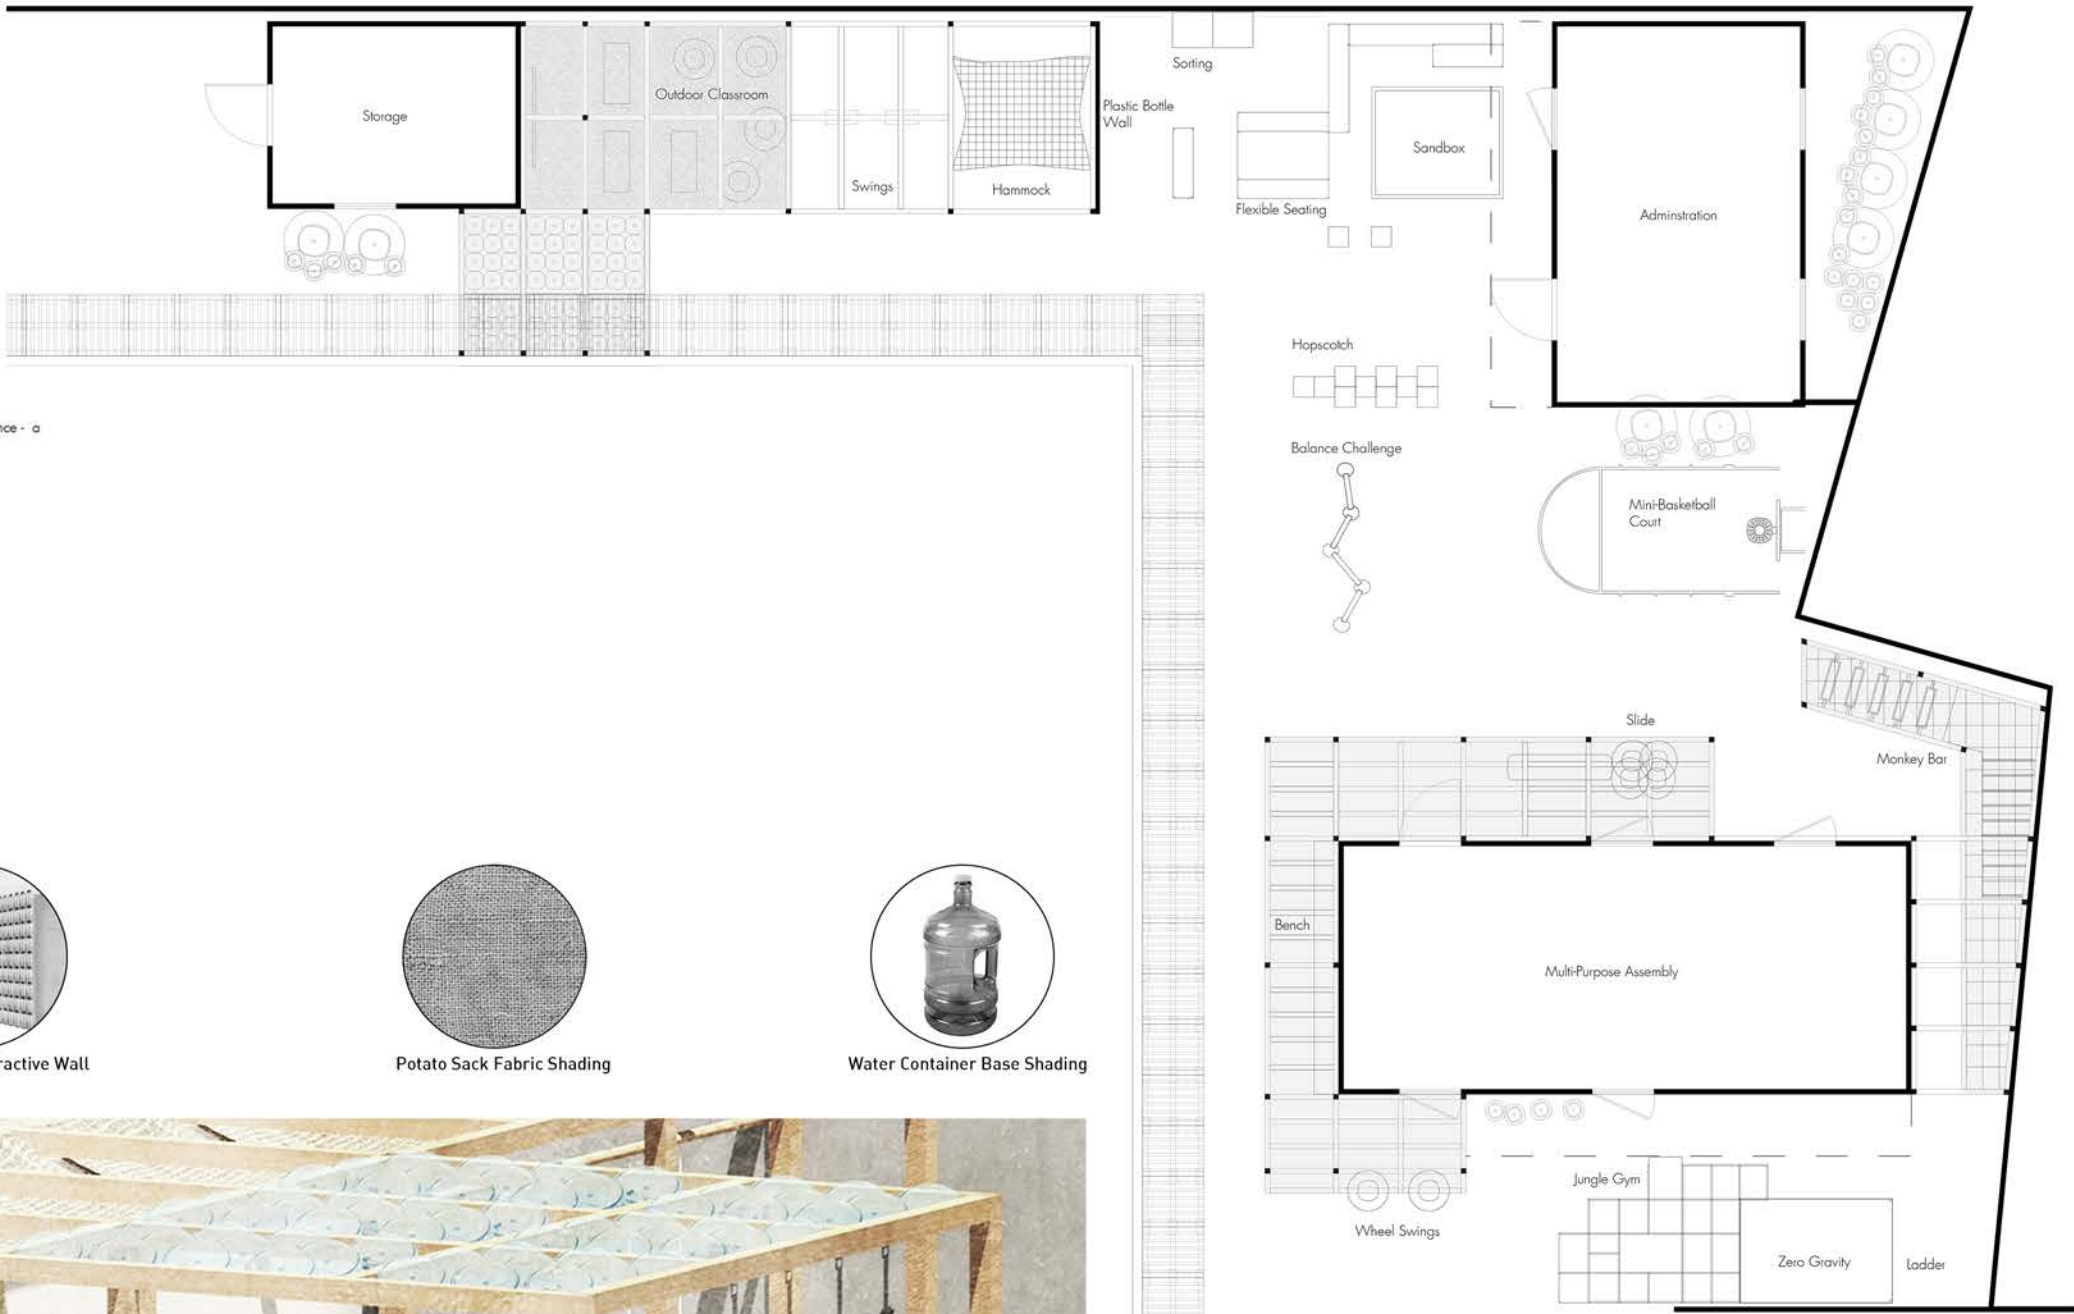 Sorting
Storage
Outdoor Classroom
Plastic Bottle
Wall
Sandbox
Swings
Hammock
Flexible Seating
Adminstration
Hopscotch
nce - a
Balance Challenge
Mini-Basketball
Court
Slide
Monkey Bar
Bench
Multi-Purpose Assembly
ractive Wall
Potato Sack Fabric Shading
Water Container Base Shading
Jungle Gym
Wheel Swings
Zero Gravity
Ladder